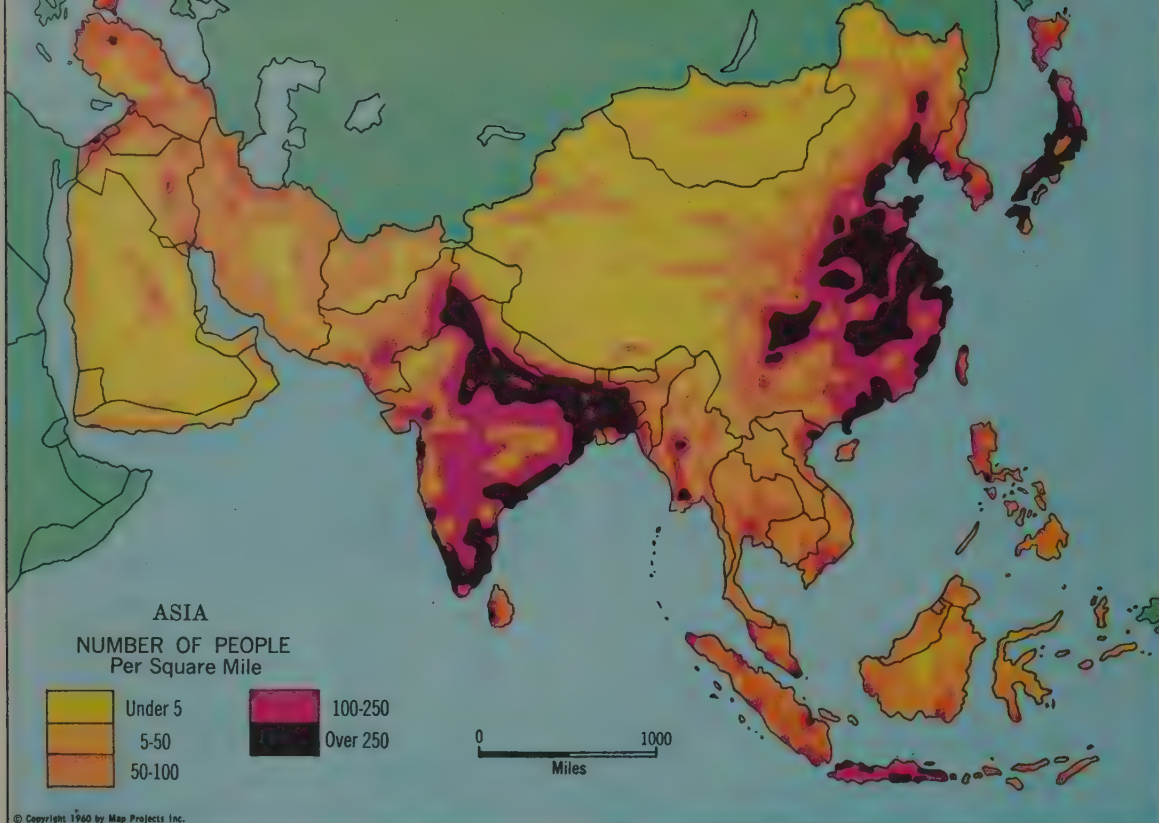 ASIA
NUMBER OF PEOPLE
Per Square Mile
Under 5
5-50
50-100
100-250
Over 250
0 1000
Miles
© Copyright 1960 by Map Projects Inc.